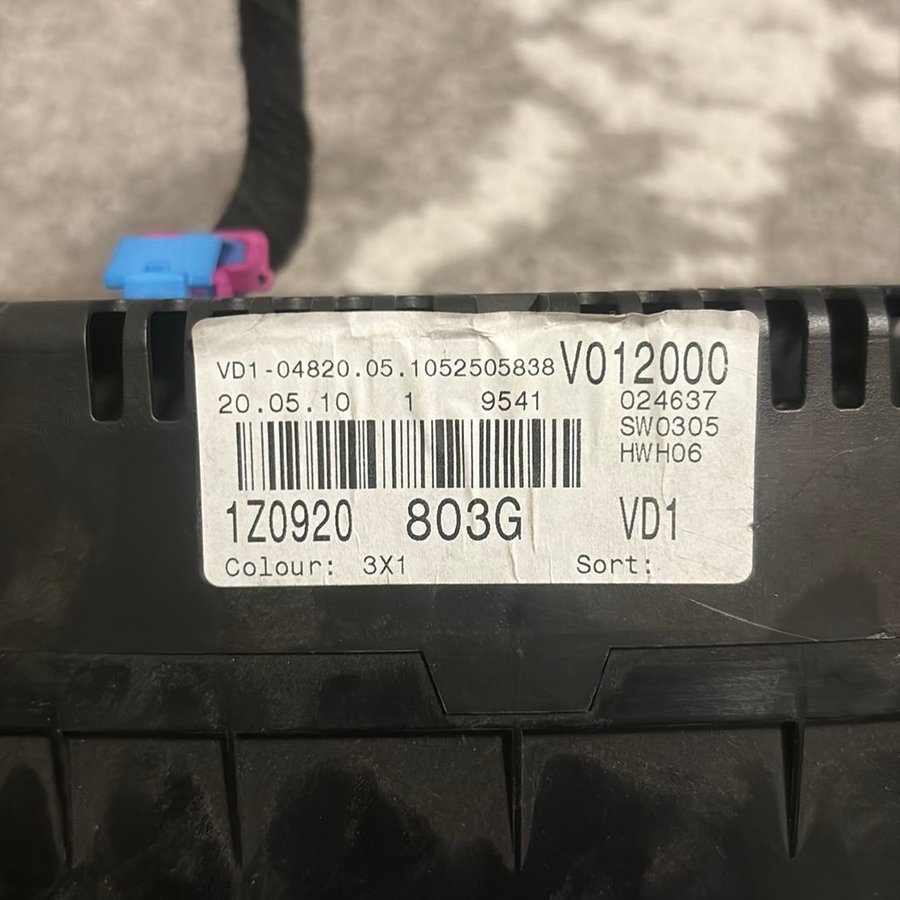 VD1-04820.05.1052505838 V012000
20.05.10 1 9541 024637
SW0305
HWH06
1Z0920 803G VD1
Colour: 3X1 Sort: